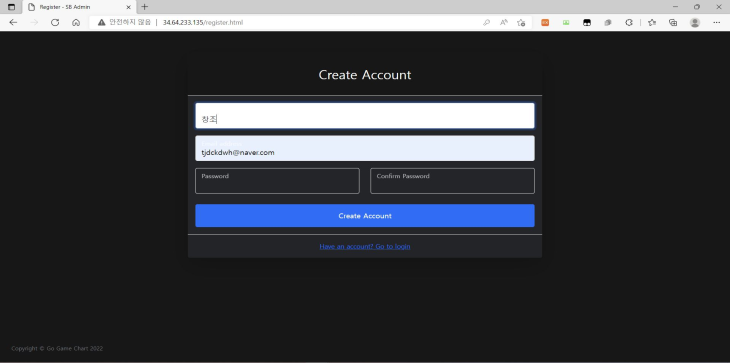 Register - SB Admin
안전하지 않음 | 34.64.233.135/register.html
Create Account
창조
tjdckdwh@naver.com
Password Confirm Password
Create Account
Have an account? Go to login
Copyright © Go Game Chart 2022